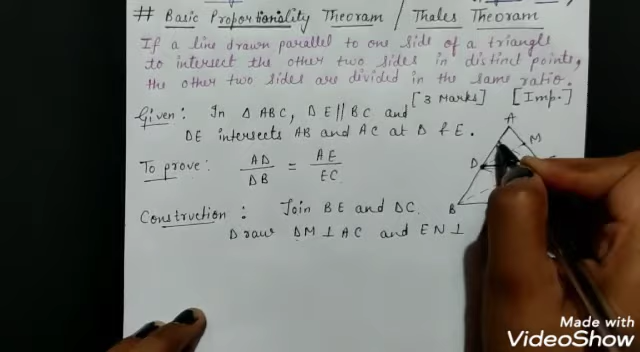 # Basic Proportionality Theoram / Thales Theoram
If a line drawn parallel to one side of a triangle
to intersect the other two sides in distinct points,
the other two sides are divided in the same ratio.
[3 Marks] [Imp.]
Given: In Δ ABC, DE || BC and
DE intersects AB and AC at D & E.
To prove: AD/DB = AE/EC
Construction: Join BE and DC.
Draw DM ⊥ AC and EN ⊥
A
M
D
B
Made with
VideoShow